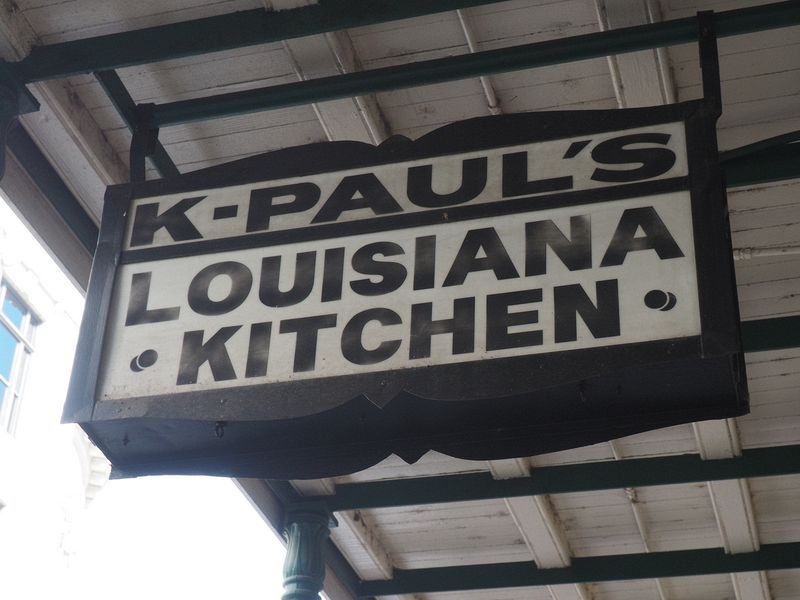 K-PAUL'S
LOUISIANA
• KITCHEN •